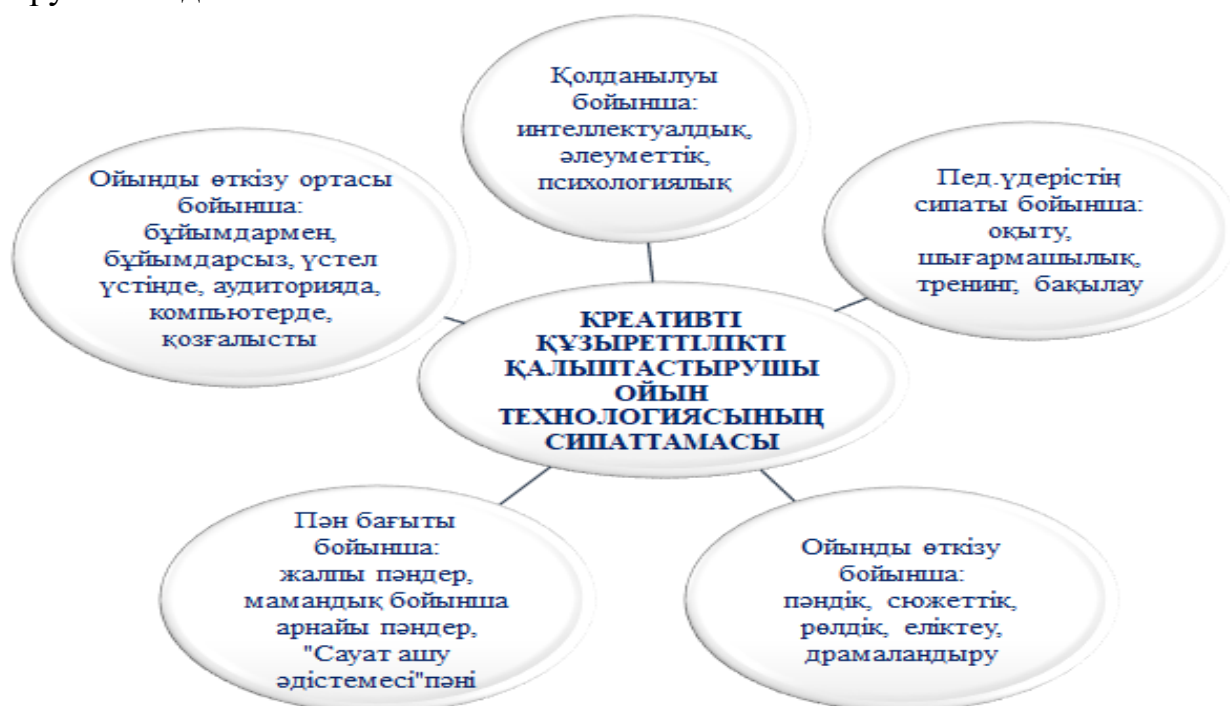 Қолданылуы
бойынша:
интеллектуалдық,
әлеуметтік,
психологиялық
Ойынды өткізу ортасы
бойынша:
бұйымдармен,
бұйымдарсыз, үстел
үстінде, аудиторияда,
компьютерде,
қозғалысты
Пед.үдерістің
сипаты бойынша:
оқыту,
шығармашылық,
тренинг, бақылау
КРЕАТИВТІ
ҚҰЗЫРЕТТІЛІКТІ
ҚАЛЫПТАСТЫРУШЫ
ОЙЫН
ТЕХНОЛОГИЯСЫНЫҢ
СИПАТТАМАСЫ
Пән бағыты
бойынша:
жалпы пәндер,
мамандық бойынша
арнайы пәндер,
"Сауат ашу
әдістемесі"пәні
Ойынды өткізу
бойынша:
пәндік, сюжеттік,
рөлдік, еліктеу,
драмаландыру